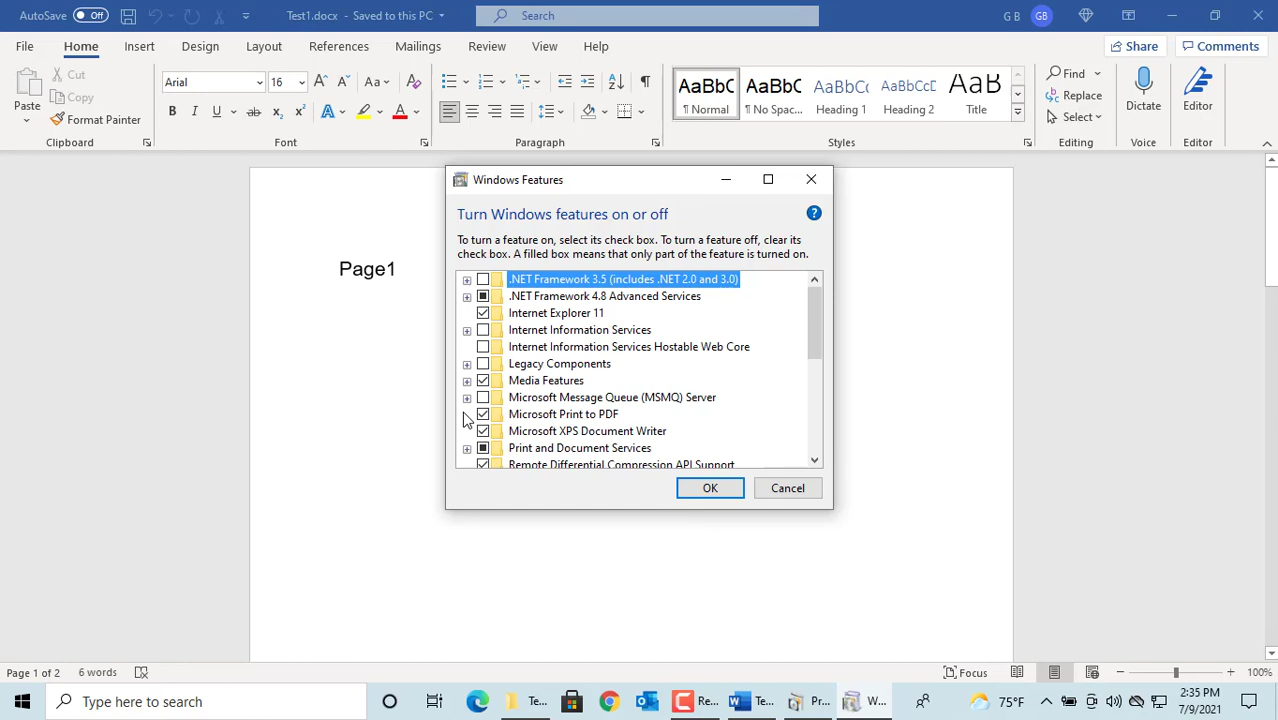 AutoSave Off Test1.docx - Saved to this PC Search G B GB
File Home Insert Design Layout References Mailings Review View Help Share Comments
Paste Cut Copy Format Painter Clipboard
Arial 16 Font
Paragraph
AaBbC ¶ Normal AaBbC ¶ No Spac... AaBbC Heading 1 AaBbC Heading 2 AaB Title Styles
Find Replace Select Editing
Dictate Voice
Editor Editor
Page1
Windows Features
Turn Windows features on or off
To turn a feature on, select its check box. To turn a feature off, clear its
check box. A filled box means that only part of the feature is turned on.
.NET Framework 3.5 (includes .NET 2.0 and 3.0)
.NET Framework 4.8 Advanced Services
Internet Explorer 11
Internet Information Services
Internet Information Services Hostable Web Core
Legacy Components
Media Features
Microsoft Message Queue (MSMQ) Server
Microsoft Print to PDF
Microsoft XPS Document Writer
Print and Document Services
Remote Differential Compression API Support
OK Cancel
Page 1 of 2 6 words Focus 100%
Type here to search Te... Re... Te... Pr... W... 75°F 2:35 PM
7/9/2021